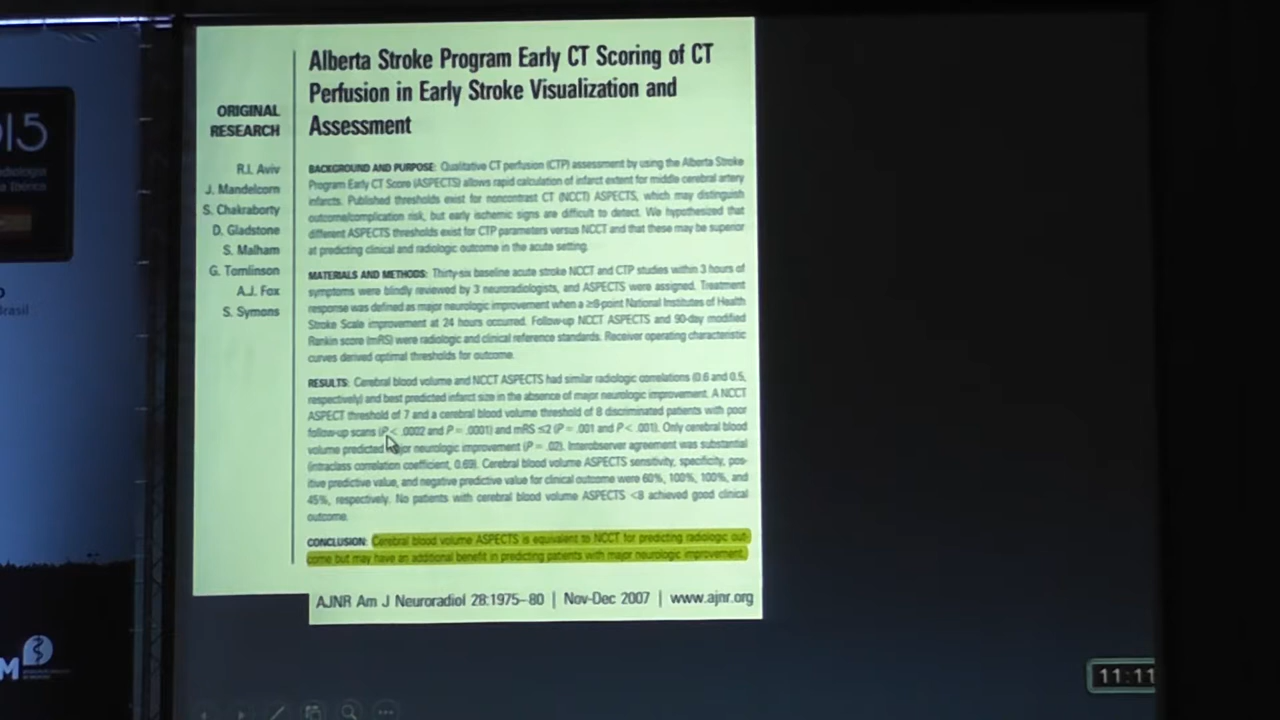 015
adiologia
Ibérica
Brasil
M
ORIGINAL
RESEARCH
R.I. Aviv
J. Mandelcorn
S. Chakraborty
D. Gladstone
S. Malham
G. Tomlinson
A.J. Fox
S. Symons
Alberta Stroke Program Early CT Scoring of CT
Perfusion in Early Stroke Visualization and
Assessment
BACKGROUND AND PURPOSE: Qualitative CT perfusion (CTP) assessment by using the Alberta Stroke
Program Early CT Score (ASPECTS) allows rapid calculation of infarct extent for middle cerebral artery
infarcts. Published thresholds exist for noncontrast CT (NCCT) ASPECTS, which may distinguish
outcome/complication risk, but early ischemic signs are difficult to detect. We hypothesized that
different ASPECTS thresholds exist for CTP parameters versus NCCT and that these may be superior
at predicting clinical and radiologic outcome in the acute setting.
MATERIALS AND METHODS: Thirty-six baseline acute stroke NCCT and CTP studies within 3 hours of
symptoms were blindly reviewed by 3 neuroradiologists, and ASPECTS were assigned. Treatment
response was defined as major neurologic improvement when a ≥8-point National Institutes of Health
Stroke Scale improvement at 24 hours occurred. Follow-up NCCT ASPECTS and 90-day modified
Rankin score (mRS) were radiologic and clinical reference standards. Receiver operating characteristic
curves derived optimal thresholds for outcome.
RESULTS: Cerebral blood volume and NCCT ASPECTS had similar radiologic correlations (0.6 and 0.5,
respectively) and best predicted infarct size in the absence of major neurologic improvement. A NCCT
ASPECT threshold of 7 and a cerebral blood volume threshold of 8 discriminated patients with poor
follow-up scans (P < .0002 and P = .0001) and mRS ≤2 (P = .001 and P < .001). Only cerebral blood
volume predicted major neurologic improvement (P = .02). Interobserver agreement was substantial
(intraclass correlation coefficient, 0.69). Cerebral blood volume ASPECTS sensitivity, specificity, pos-
itive predictive value, and negative predictive value for clinical outcome were 60%, 100%, 100%, and
45%, respectively. No patients with cerebral blood volume ASPECTS <8 achieved good clinical
outcome.
CONCLUSION: Cerebral blood volume ASPECTS is equivalent to NCCT for predicting radiologic out-
come but may have an additional benefit in predicting patients with major neurologic improvement.
AJNR Am J Neuroradiol 28:1975–80 | Nov-Dec 2007 | www.ajnr.org
11:11